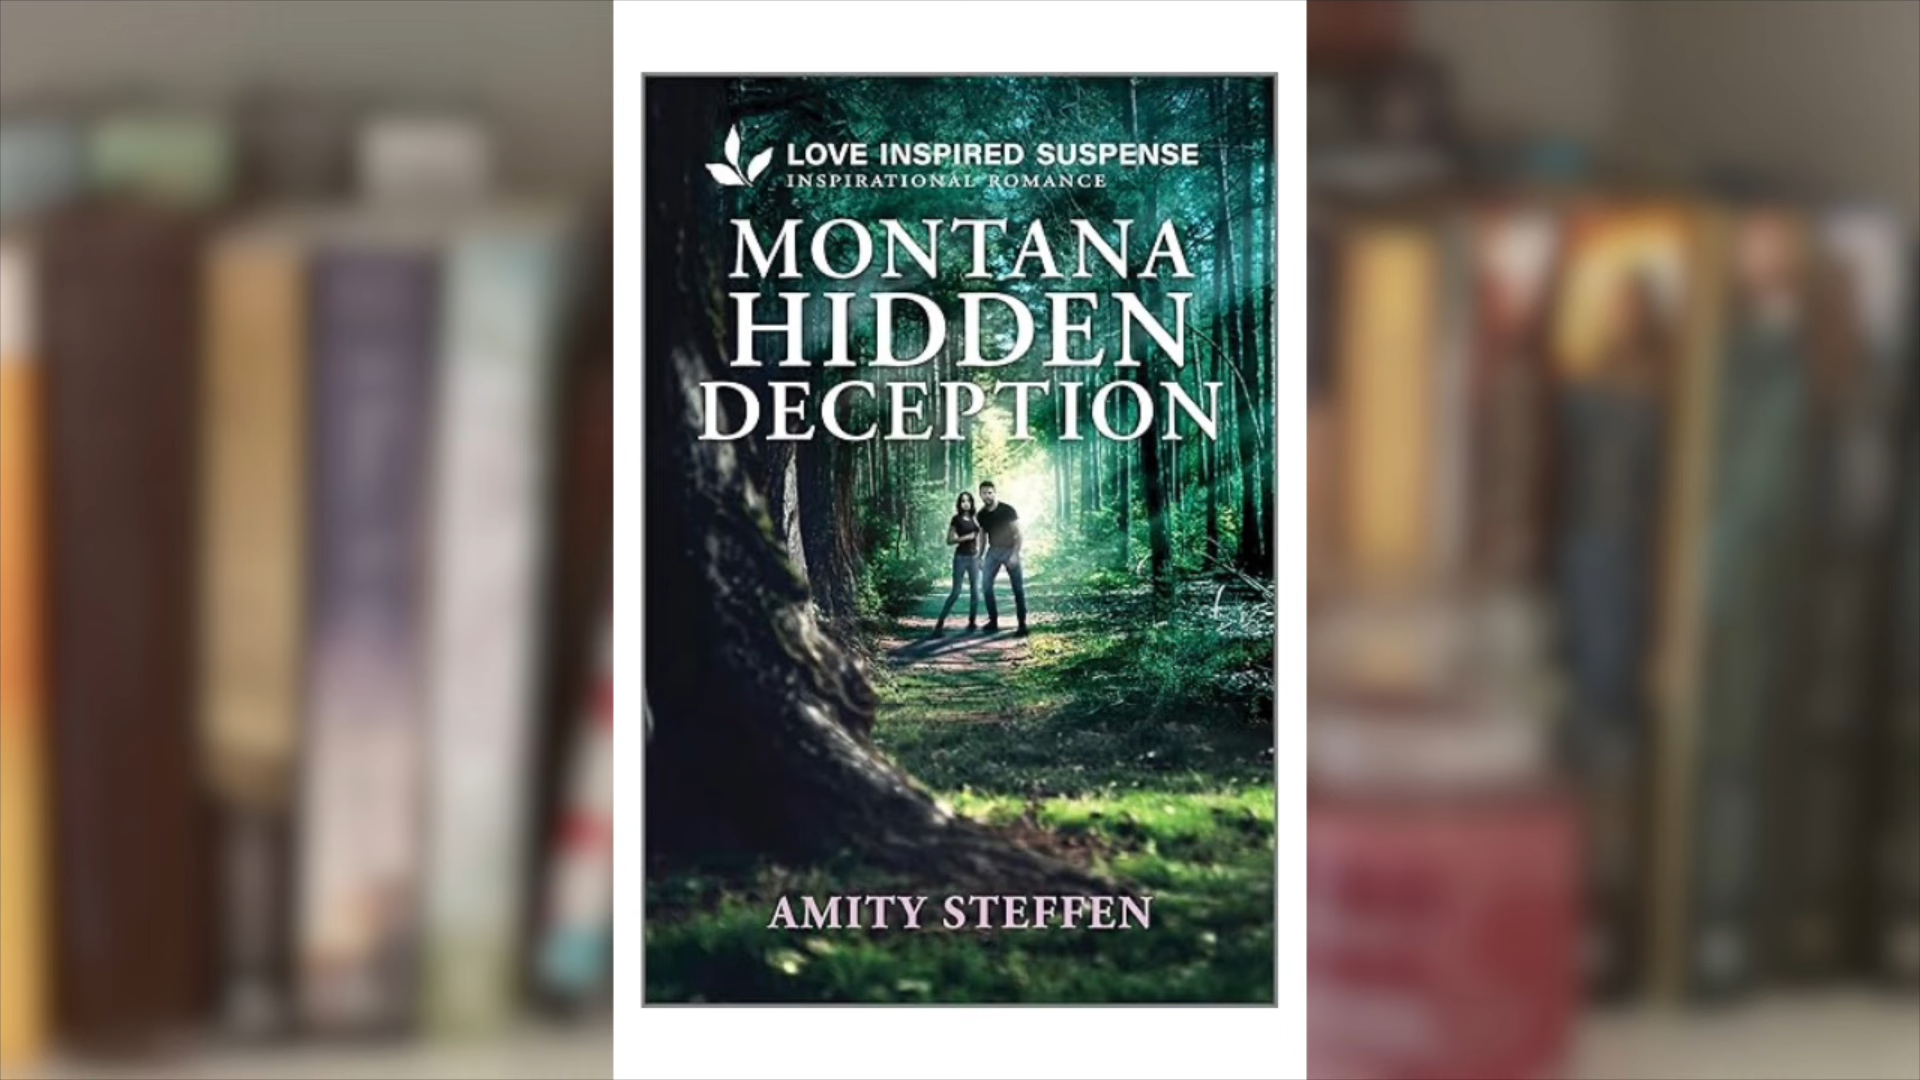 LOVE INSPIRED SUSPENSE
INSPIRATIONAL ROMANCE
MONTANA
HIDDEN
DECEPTION
AMITY STEFFEN